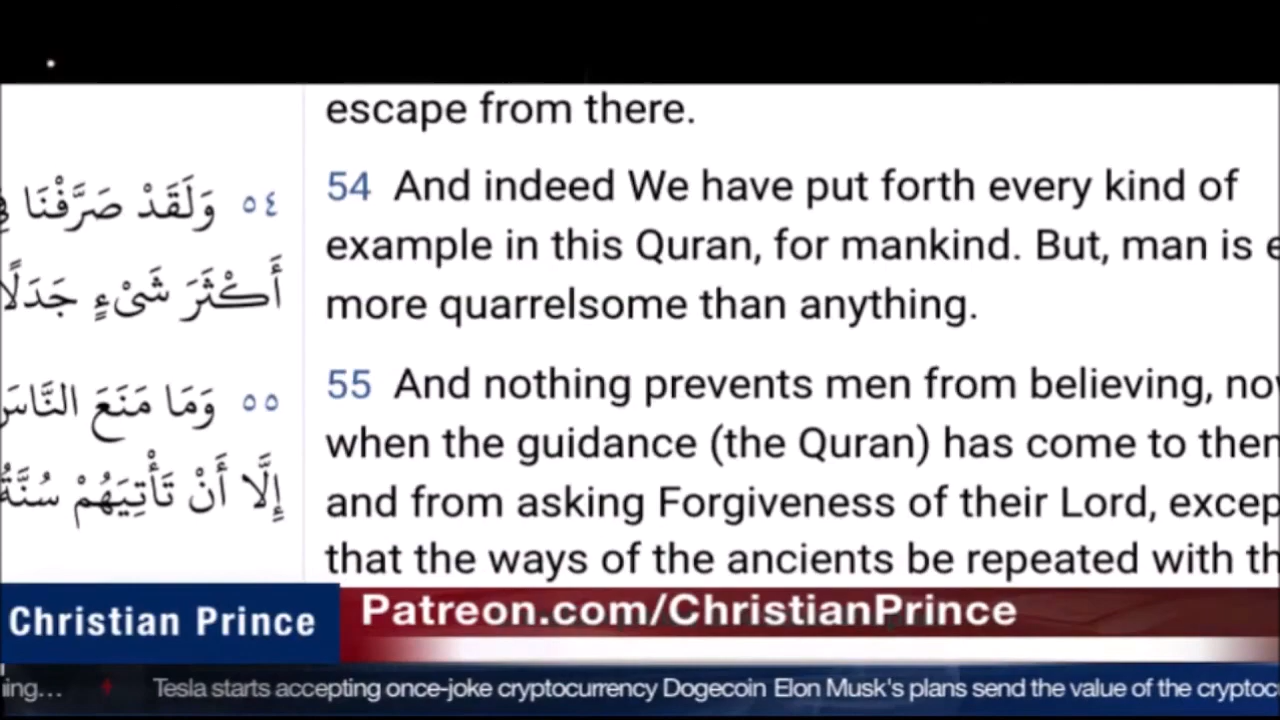 escape from there.
٥٤ وَلَقَدْ صَرَّفْنَا
أَكْثَرَ شَىْءٍ جَدَلًا
54 And indeed We have put forth every kind of
example in this Quran, for mankind. But, man is
more quarrelsome than anything.
٥٥ وَمَا مَنَعَ النَّاسَ
إِلَّا أَنْ تَأْتِيَهُمْ سُنَّةُ
55 And nothing prevents men from believing,
when the guidance (the Quran) has come to
and from asking Forgiveness of their Lord,
that the ways of the ancients be repeated with
Christian Prince
Patreon.com/ChristianPrince
Tesla starts accepting once-joke cryptocurrency Dogecoin Elon Musk's plans send the value of the